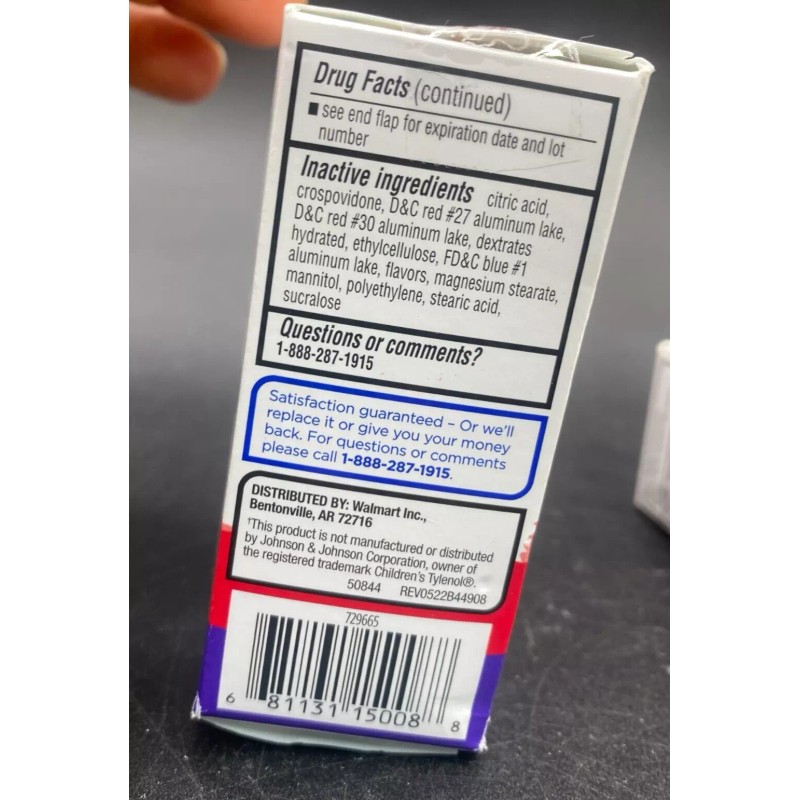 Drug Facts (continued)
■ see end flap for expiration date and lot
number
Inactive ingredients citric acid,
crospovidone, D&C red #27 aluminum lake,
D&C red #30 aluminum lake, dextrates
hydrated, ethylcellulose, FD&C blue #1
aluminum lake, flavors, magnesium stearate,
mannitol, polyethylene, stearic acid,
sucralose
Questions or comments?
1-888-287-1915
Satisfaction guaranteed – Or we'll
replace it or give you your money
back. For questions or comments
please call 1-888-287-1915.
DISTRIBUTED BY: Walmart Inc.,
Bentonville, AR 72716
†This product is not manufactured or distributed
by Johnson & Johnson Corporation, owner of
the registered trademark Children's Tylenol®.
50844 REV0522B44908
729665
6 81131 15008 8